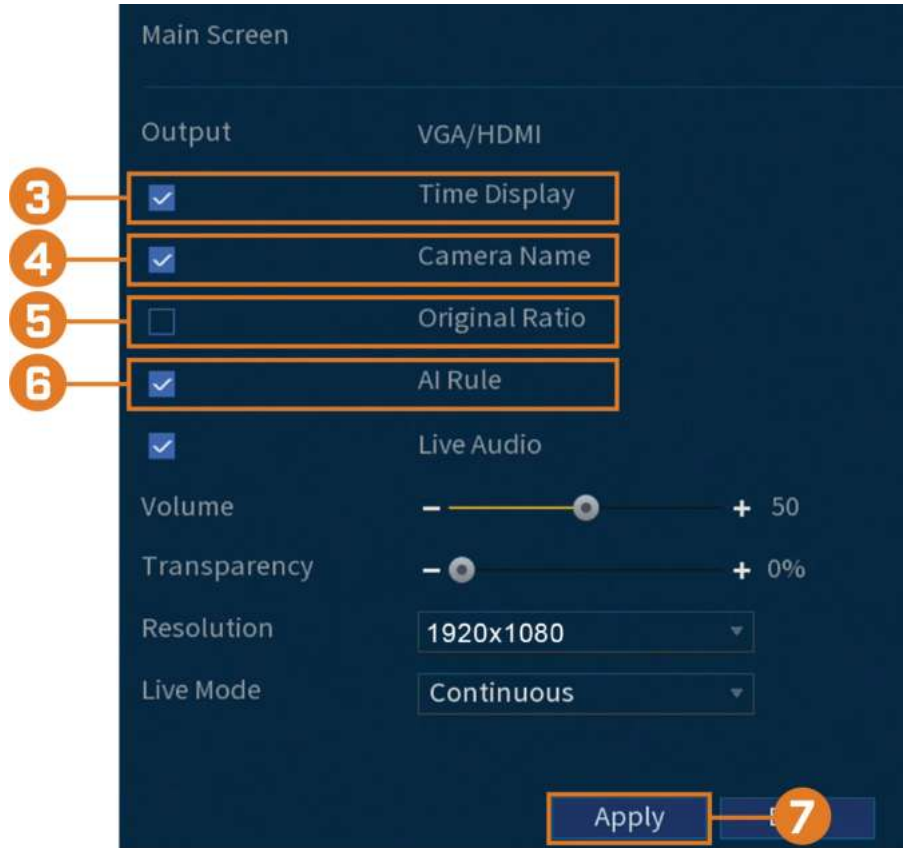 Main Screen
Output VGA/HDMI
3 Time Display
4 Camera Name
5 Original Ratio
6 AI Rule
Live Audio
Volume - + 50
Transparency - + 0%
Resolution 1920x1080
Live Mode Continuous
Apply 7